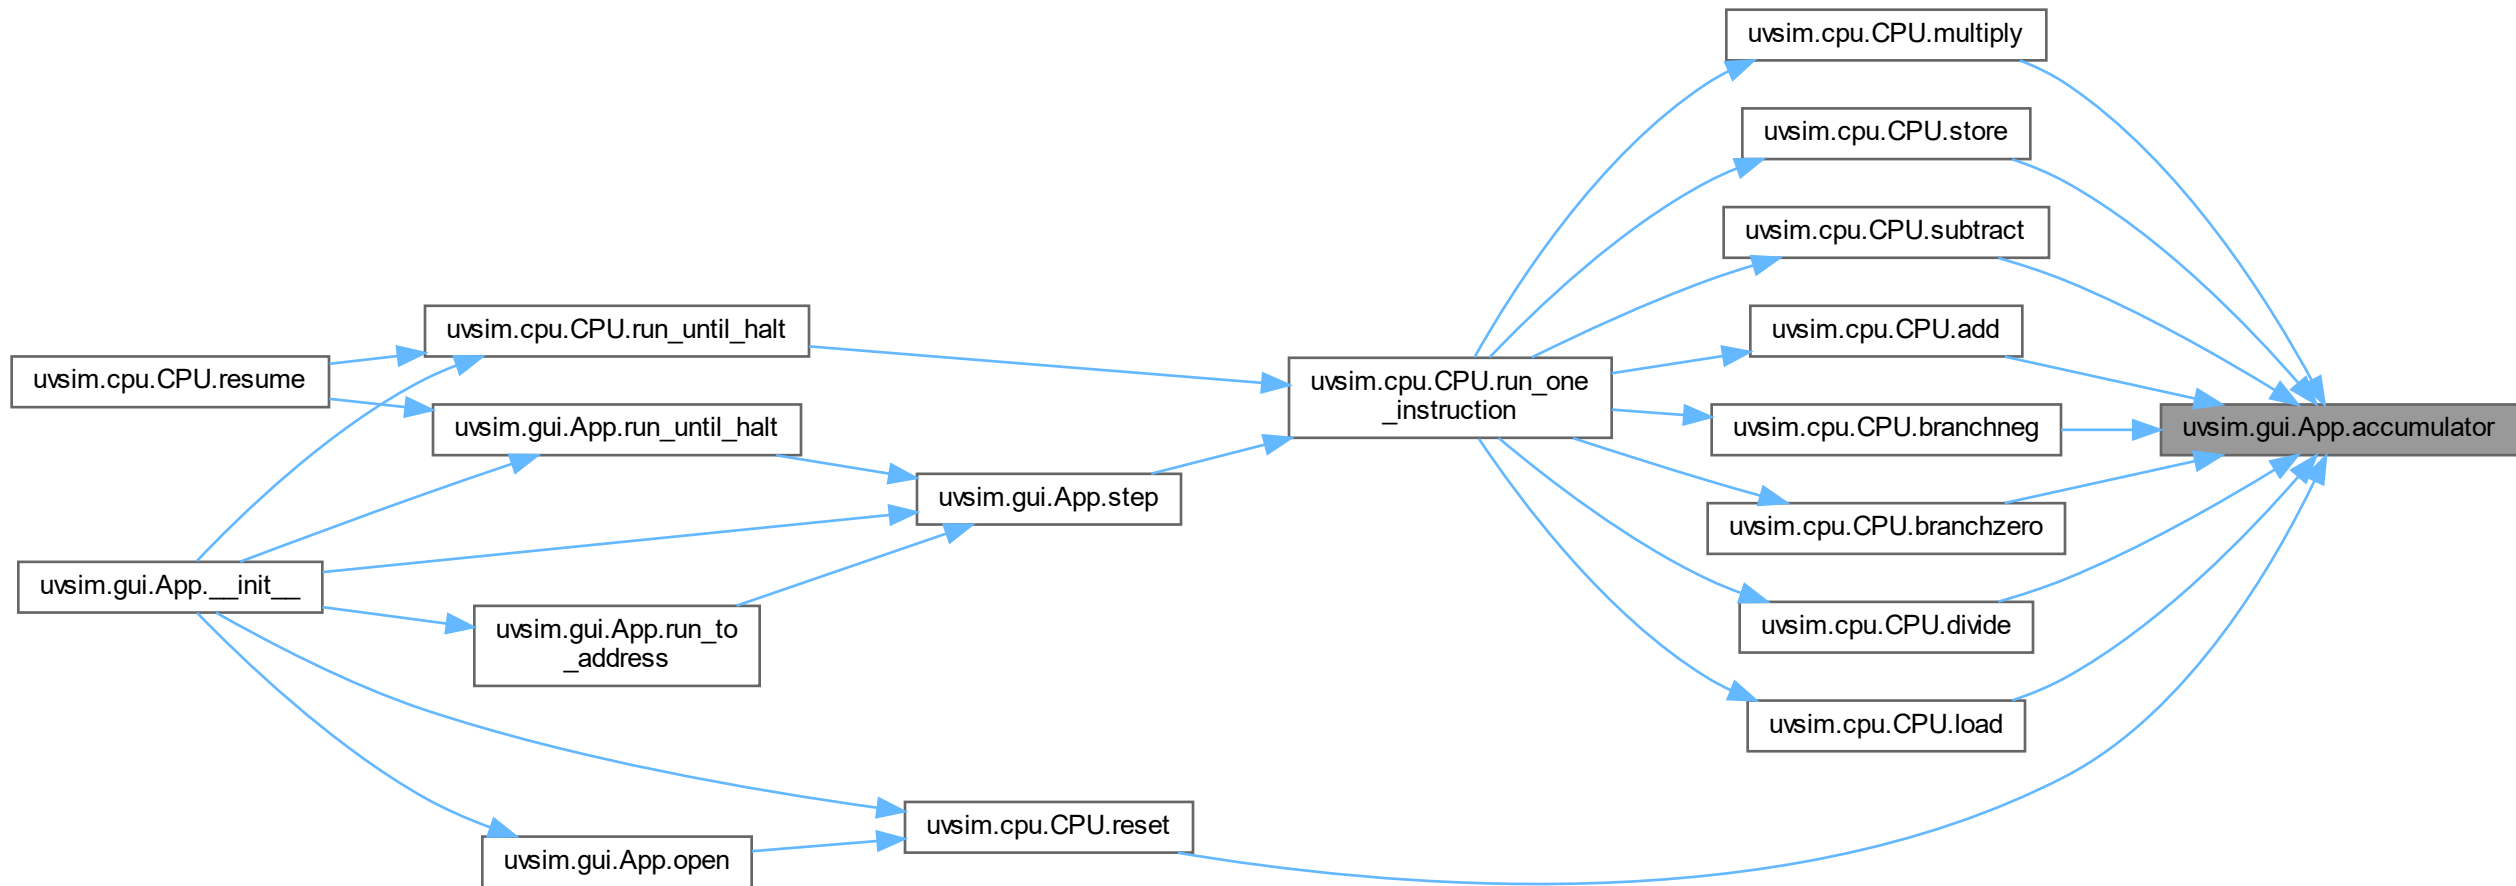 uvsim.cpu.CPU.multiply
uvsim.cpu.CPU.store
uvsim.cpu.CPU.subtract
uvsim.cpu.CPU.run_until_halt
uvsim.cpu.CPU.add
uvsim.cpu.CPU.resume
uvsim.cpu.CPU.run_one
_instruction
uvsim.gui.App.run_until_halt
uvsim.cpu.CPU.branchneg
uvsim.gui.App.accumulator
uvsim.gui.App.step
uvsim.cpu.CPU.branchzero
uvsim.gui.App.__init__
uvsim.gui.App.run_to
_address
uvsim.cpu.CPU.divide
uvsim.cpu.CPU.load
uvsim.cpu.CPU.reset
uvsim.gui.App.open